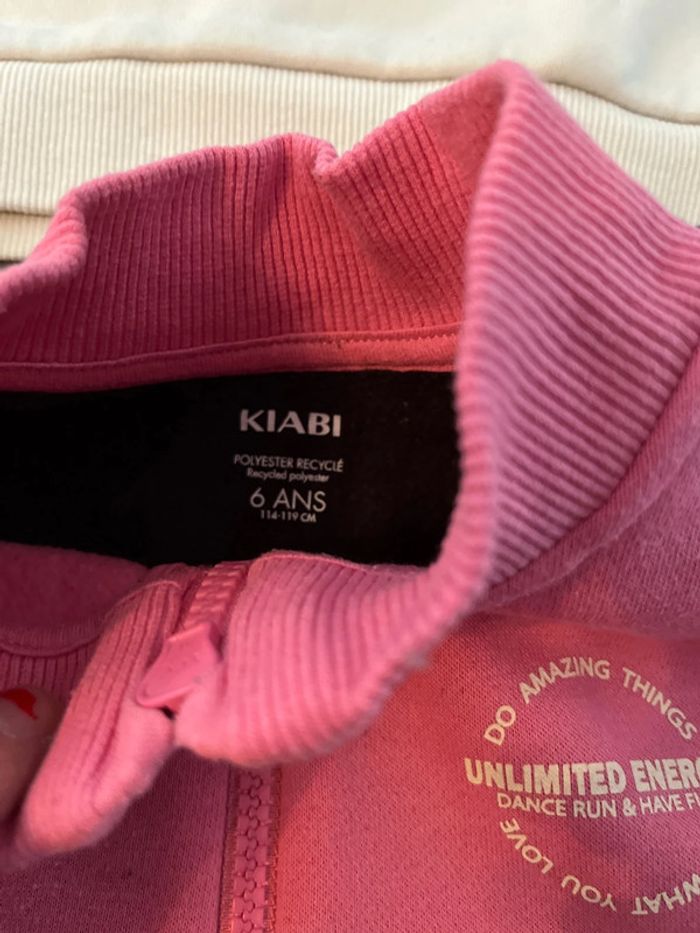 KIABI
POLYESTER RECYCLÉ
Recycled polyester
6 ANS
114-119 CM
DO AMAZING THINGS
UNLIMITED
DANCE RUN & HAVE
WHAT YOU LOVE